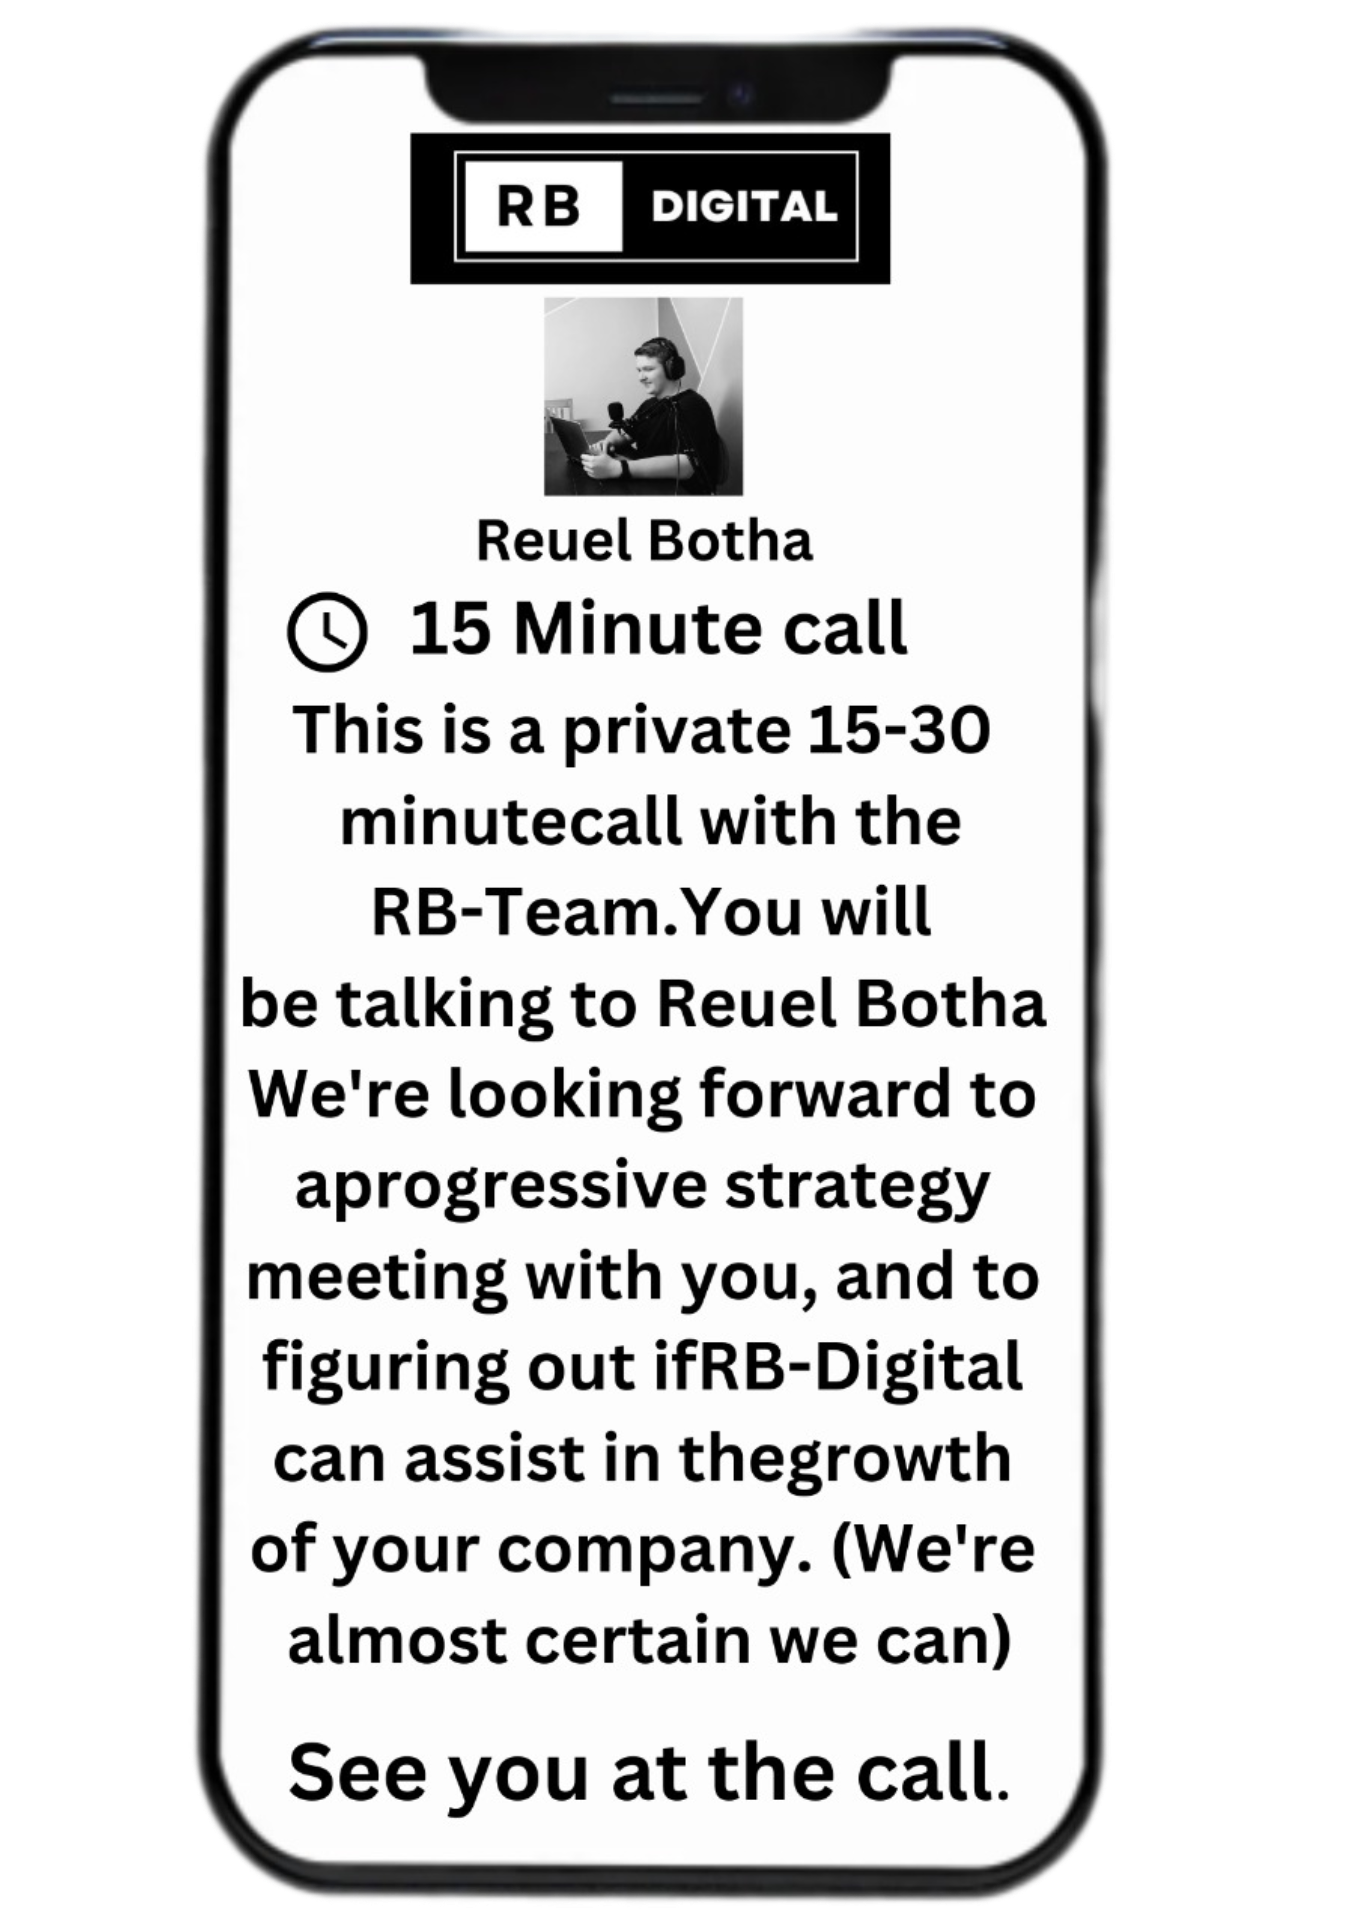 RB DIGITAL
Reuel Botha
15 Minute call
This is a private 15-30
minutecall with the
RB-Team.You will
be talking to Reuel Botha
We're looking forward to
aprogressive strategy
meeting with you, and to
figuring out ifRB-Digital
can assist in thegrowth
of your company. (We're
almost certain we can)
See you at the call.